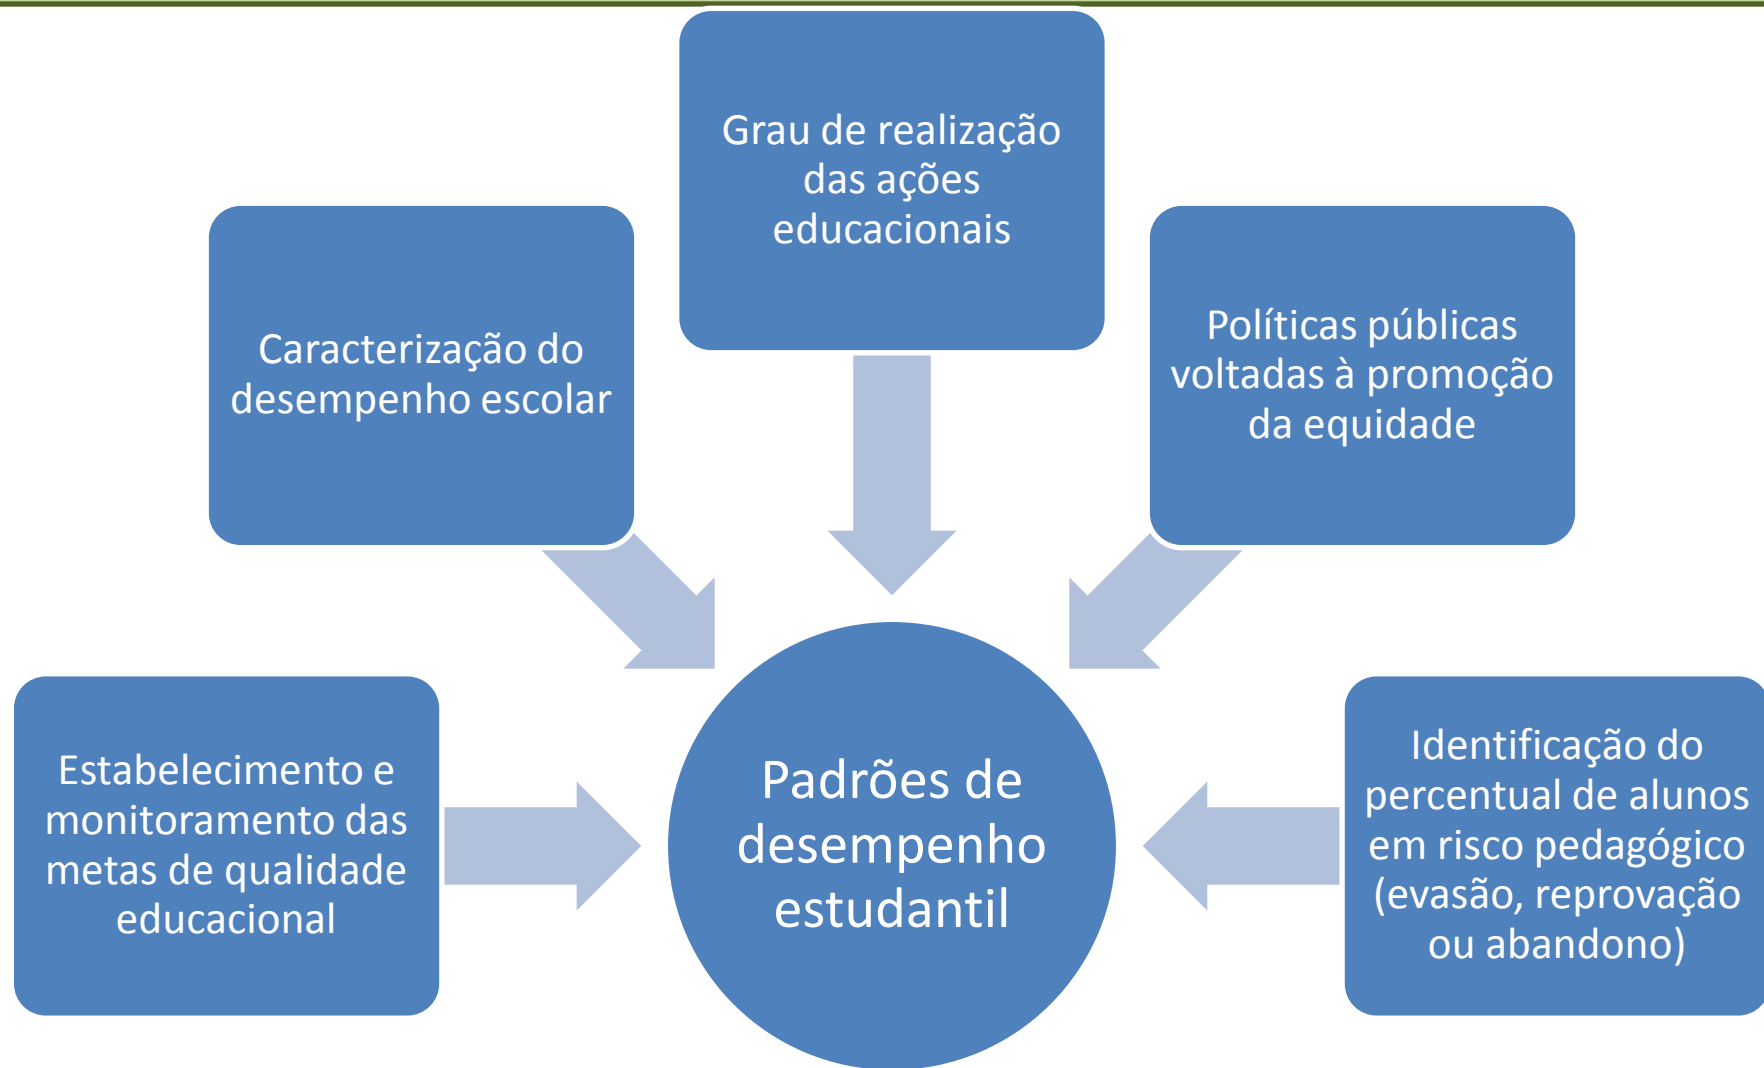 Grau de realização
das ações
educacionais
Caracterização do
desempenho escolar
Políticas públicas
voltadas à promoção
da equidade
Estabelecimento e
monitoramento das
metas de qualidade
educacional
Padrões de
desempenho
estudantil
Identificação do
percentual de alunos
em risco pedagógico
(evasão, reprovação
ou abandono)